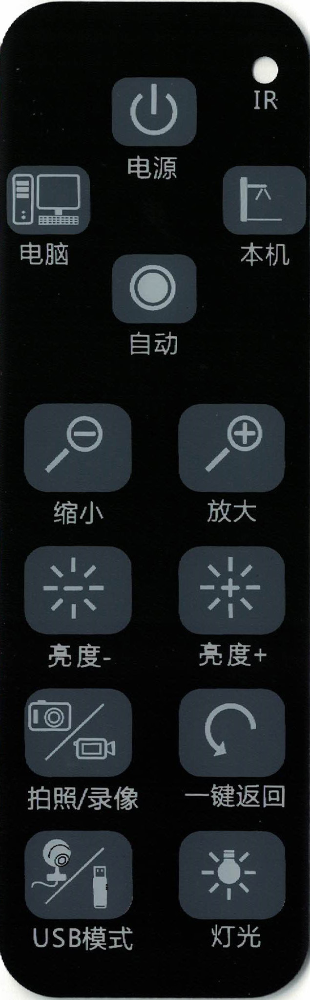 IR
电源
电脑
本机
自动
缩小
放大
亮度-
亮度+
拍照/录像
一键返回
USB模式
灯光